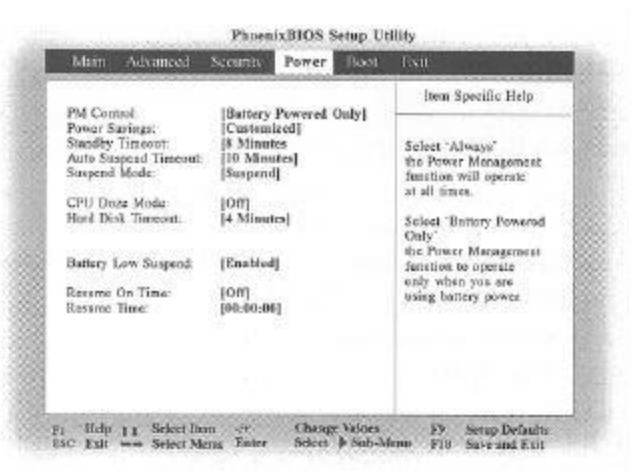 PhoenixBIOS Setup Utility
Main Advanced Security Power Boot Exit
Item Specific Help
PM Control: [Battery Powered Only]
Power Savings: [Customized]
Standby Timeout: [8 Minutes
Auto Suspend Timeout: [10 Minutes]
Suspend Mode: [Suspend]
CPU Doze Mode: [Off]
Hard Disk Timeout: [4 Minutes]
Battery Low Suspend: [Enabled]
Resume On Time: [Off]
Resume Time: [00:00:00]
Select "Always"
the Power Management
function will operate
at all times.
Select "Battery Powered
Only"
the Power Management
function to operate
only when you are
using battery power.
F1 Help ↑↓ Select Item -/+ Change Values F9 Setup Defaults
ESC Exit ←→ Select Menu Enter Select ▶ Sub-Menu F10 Save and Exit